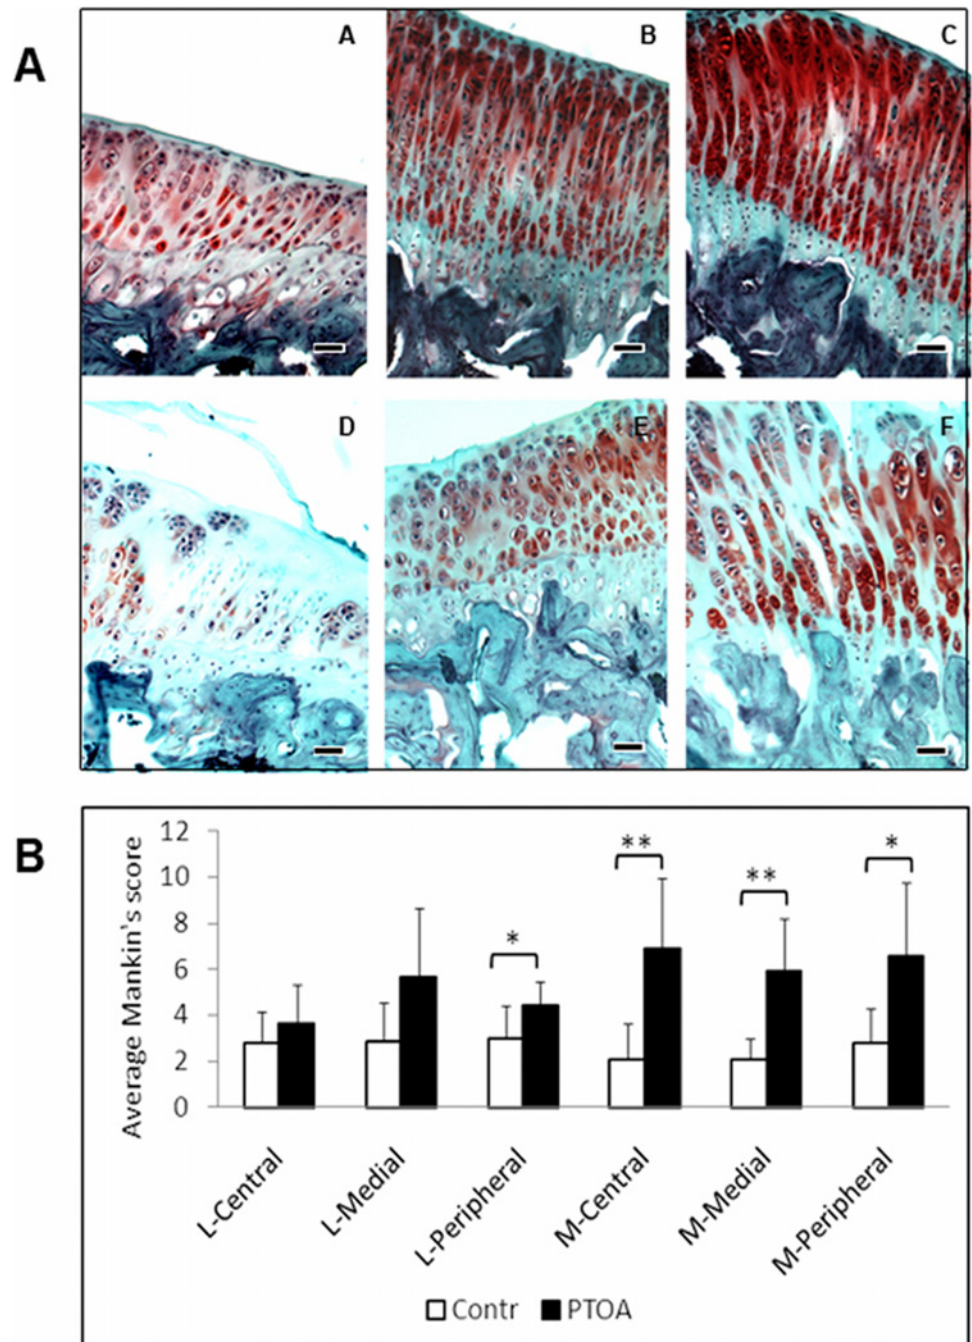 A
A
B
C
D
E
F
B
Average Mankin's score
12
10
8
6
4
2
0
*
**
**
*
L-Central
L-Medial
L-Peripheral
M-Central
M-Medial
M-Peripheral
Contr
PTOA